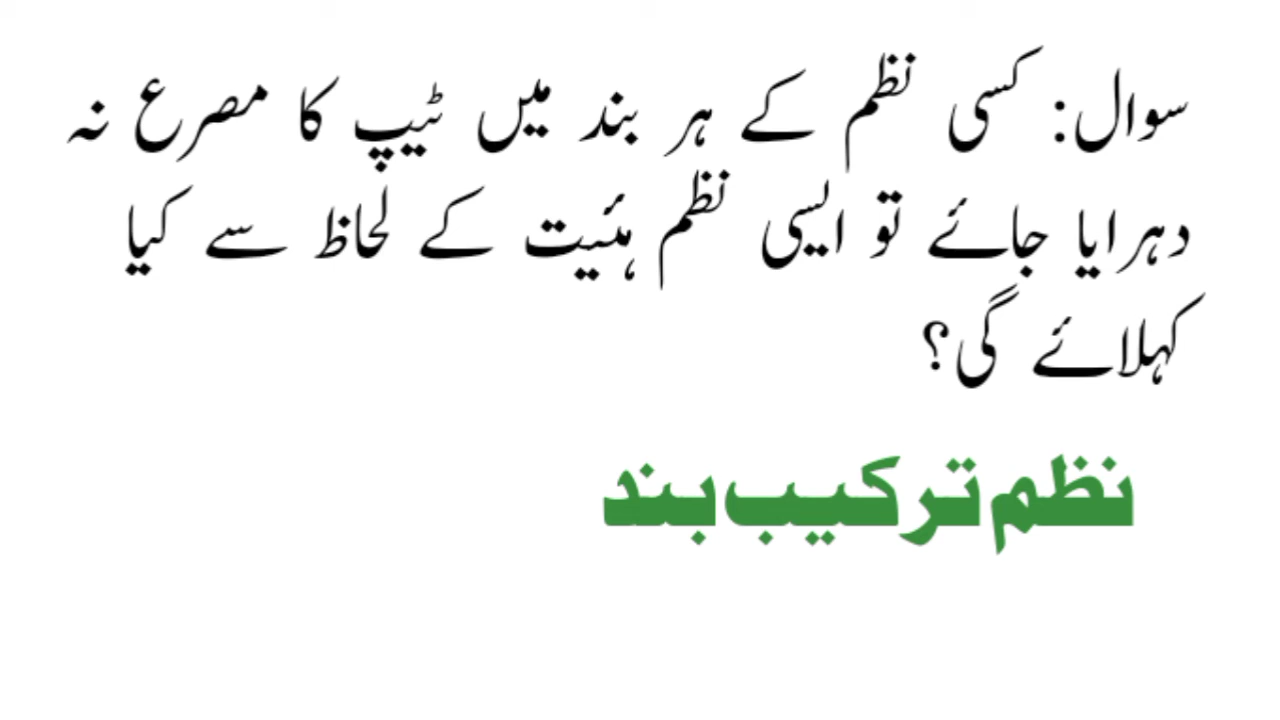 سوال: کسی نظم کے ہر بند میں ٹیپ کا مصرع نہ
دہرایا جائے تو ایسی نظم ہئیت کے لحاظ سے کیا
کہلائے گی؟
نظم ترکیب بند